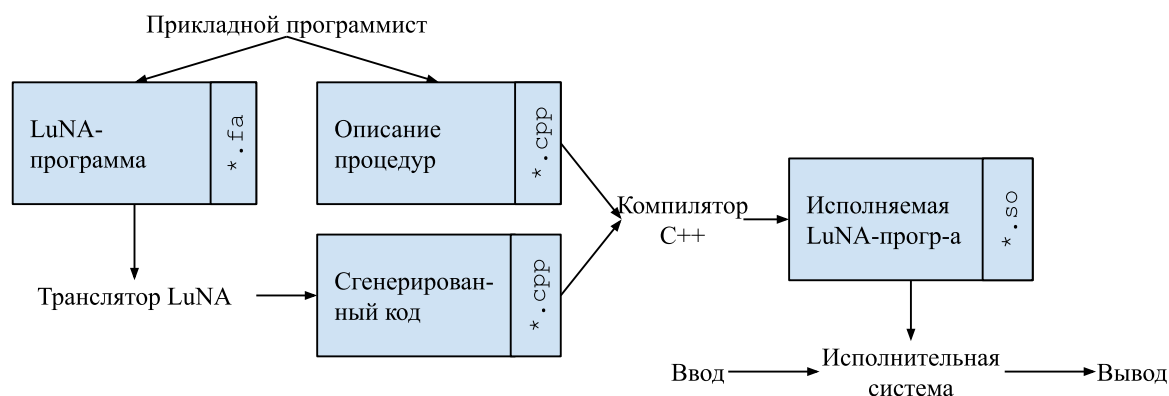 Прикладной программист
LuNA-
программа
*.fa
Описание
процедур
*.cpp
Транслятор LuNA
Сгенерирован-
ный код
*.cpp
Компилятор
C++
Исполняемая
LuNA-прогр-а
*.so
Ввод
Исполнительная
система
Вывод